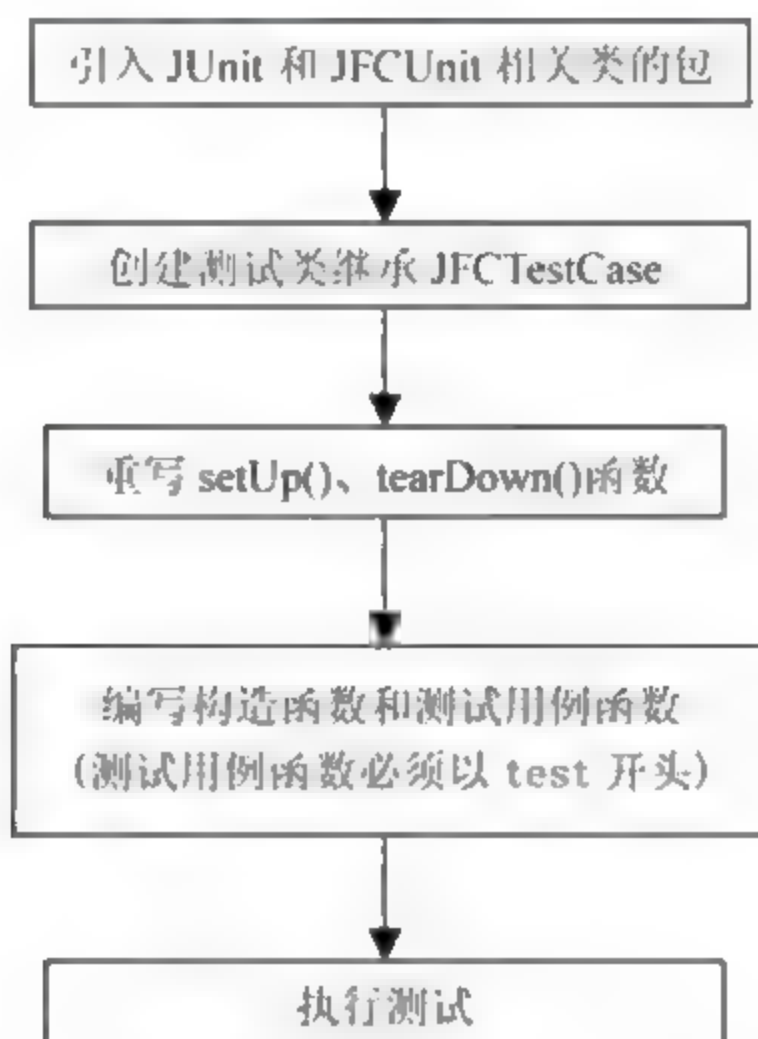 引入 JUnit 和 JFCUnit 相关类的包
创建测试类继承 JFCTestCase
重写 setUp()、tearDown()函数
编写构造函数和测试用例函数
(测试用例函数必须以 test 开头)
执行测试